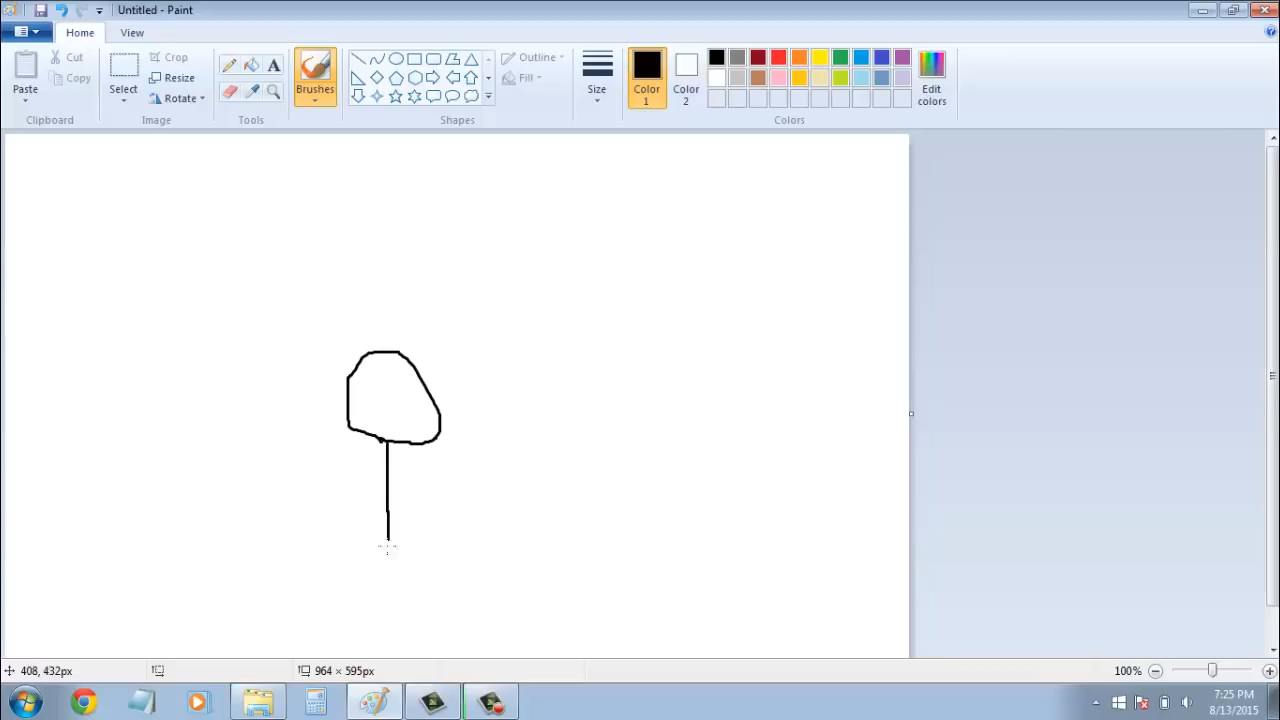 Untitled - Paint
Home View
Paste
Cut
Copy
Clipboard
Select
Crop
Resize
Rotate
Image
A
Tools
Brushes
Outline
Fill
Shapes
Size
Color 1
Color 2
Edit colors
Colors
408, 432px
964 × 595px
100%
7:25 PM
8/13/2015